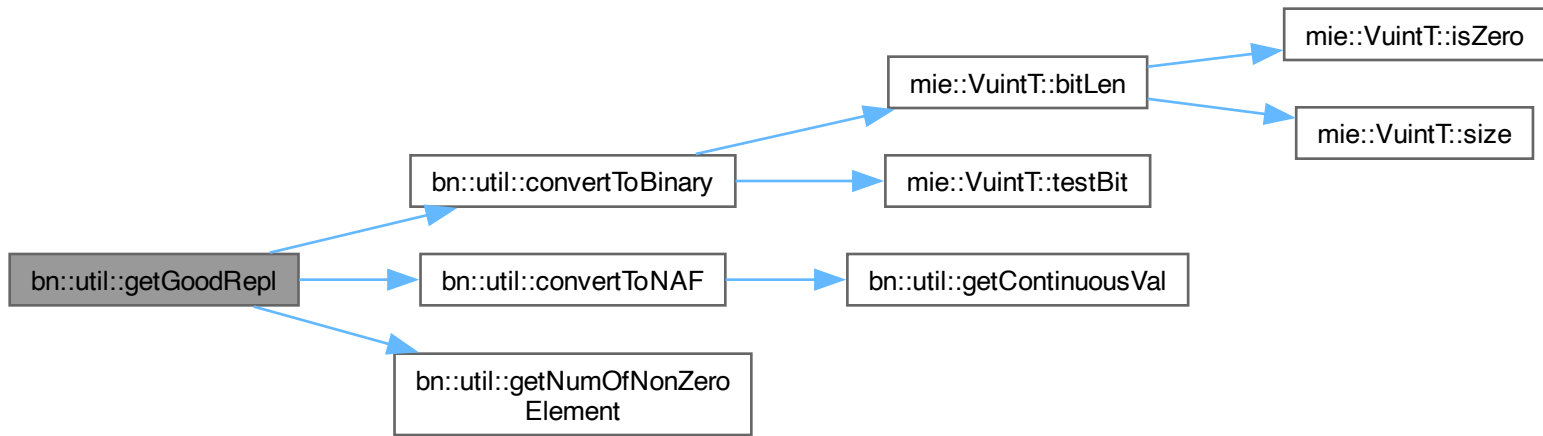 mie::VuintT::isZero
mie::VuintT::bitLen
mie::VuintT::size
bn::util::convertToBinary
mie::VuintT::testBit
bn::util::getGoodRepl
bn::util::convertToNAF
bn::util::getContinuousVal
bn::util::getNumOfNonZero
Element